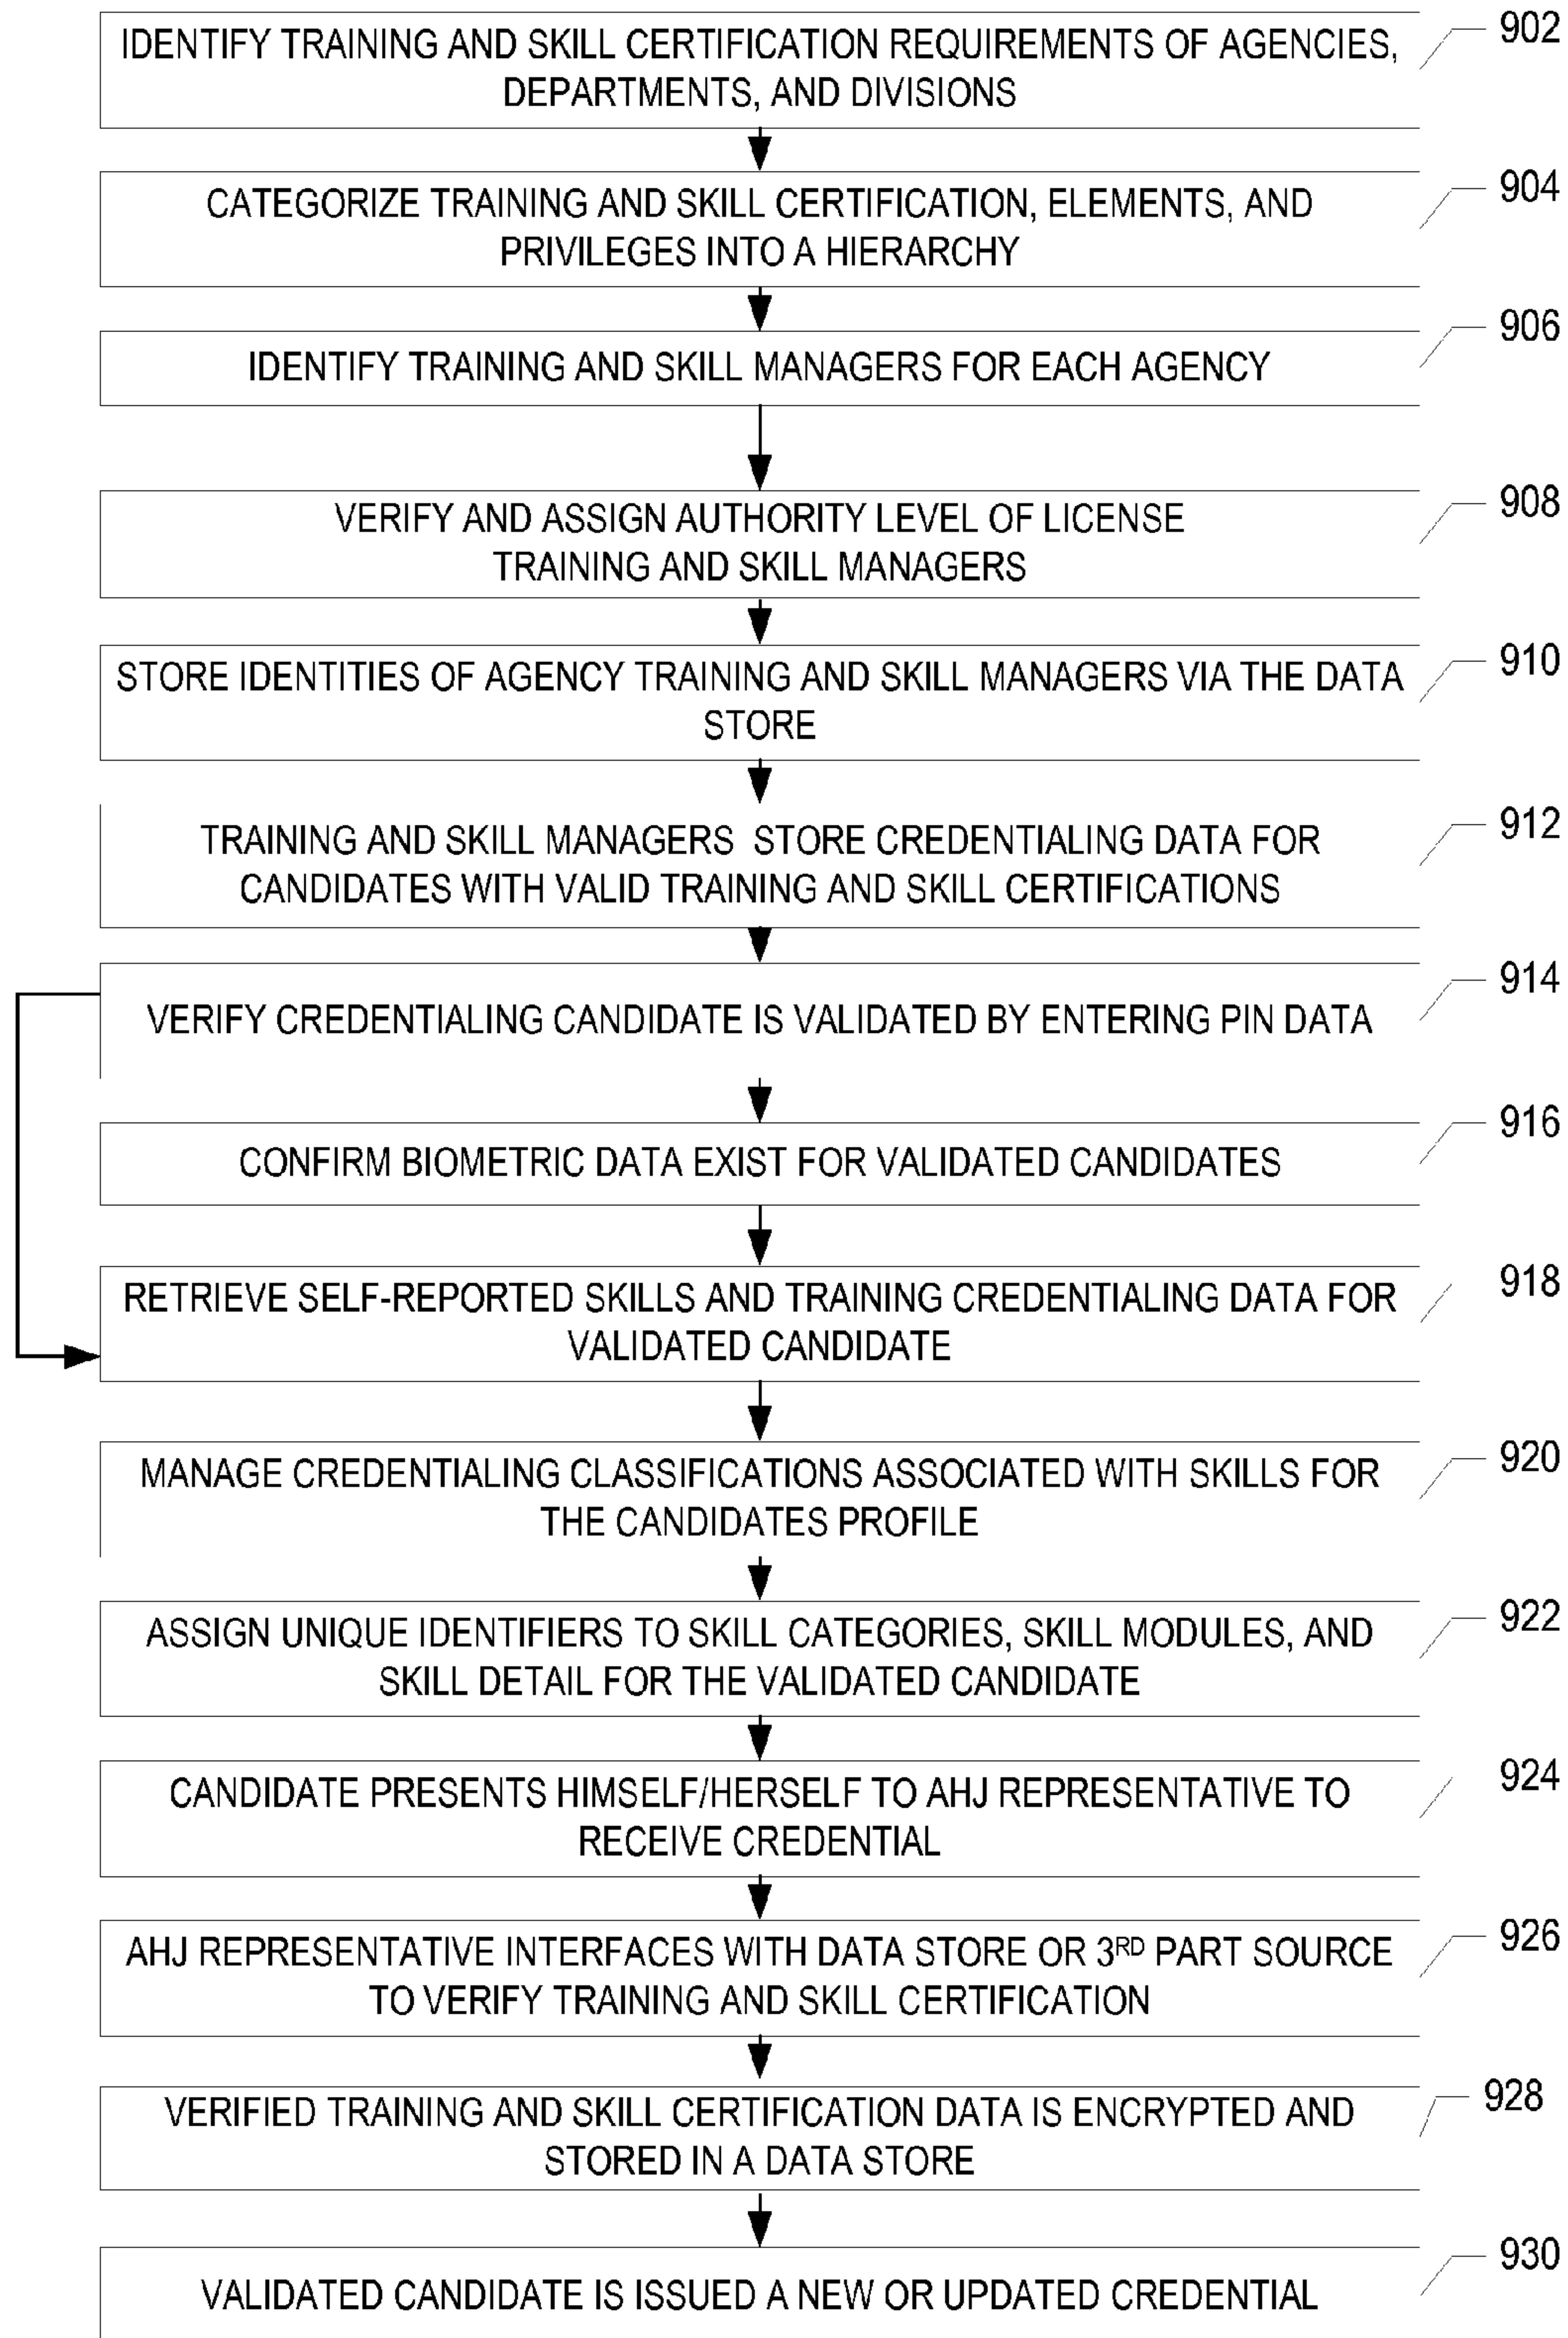 902
IDENTIFY TRAINING AND SKILL CERTIFICATION REQUIREMENTS OF AGENCIES,
DEPARTMENTS, AND DIVISIONS
904
CATEGORIZE TRAINING AND SKILL CERTIFICATION, ELEMENTS, AND
PRIVILEGES INTO A HIERARCHY
906
IDENTIFY TRAINING AND SKILL MANAGERS FOR EACH AGENCY
908
VERIFY AND ASSIGN AUTHORITY LEVEL OF LICENSE
TRAINING AND SKILL MANAGERS
910
STORE IDENTITIES OF AGENCY TRAINING AND SKILL MANAGERS VIA THE DATA
STORE
912
TRAINING AND SKILL MANAGERS STORE CREDENTIALING DATA FOR
CANDIDATES WITH VALID TRAINING AND SKILL CERTIFICATIONS
914
VERIFY CREDENTIALING CANDIDATE IS VALIDATED BY ENTERING PIN DATA
916
CONFIRM BIOMETRIC DATA EXIST FOR VALIDATED CANDIDATES
918
RETRIEVE SELF-REPORTED SKILLS AND TRAINING CREDENTIALING DATA FOR
VALIDATED CANDIDATE
920
MANAGE CREDENTIALING CLASSIFICATIONS ASSOCIATED WITH SKILLS FOR
THE CANDIDATES PROFILE
922
ASSIGN UNIQUE IDENTIFIERS TO SKILL CATEGORIES, SKILL MODULES, AND
SKILL DETAIL FOR THE VALIDATED CANDIDATE
924
CANDIDATE PRESENTS HIMSELF/HERSELF TO AHJ REPRESENTATIVE TO
RECEIVE CREDENTIAL
926
AHJ REPRESENTATIVE INTERFACES WITH DATA STORE OR 3RD PART SOURCE
TO VERIFY TRAINING AND SKILL CERTIFICATION
928
VERIFIED TRAINING AND SKILL CERTIFICATION DATA IS ENCRYPTED AND
STORED IN A DATA STORE
930
VALIDATED CANDIDATE IS ISSUED A NEW OR UPDATED CREDENTIAL